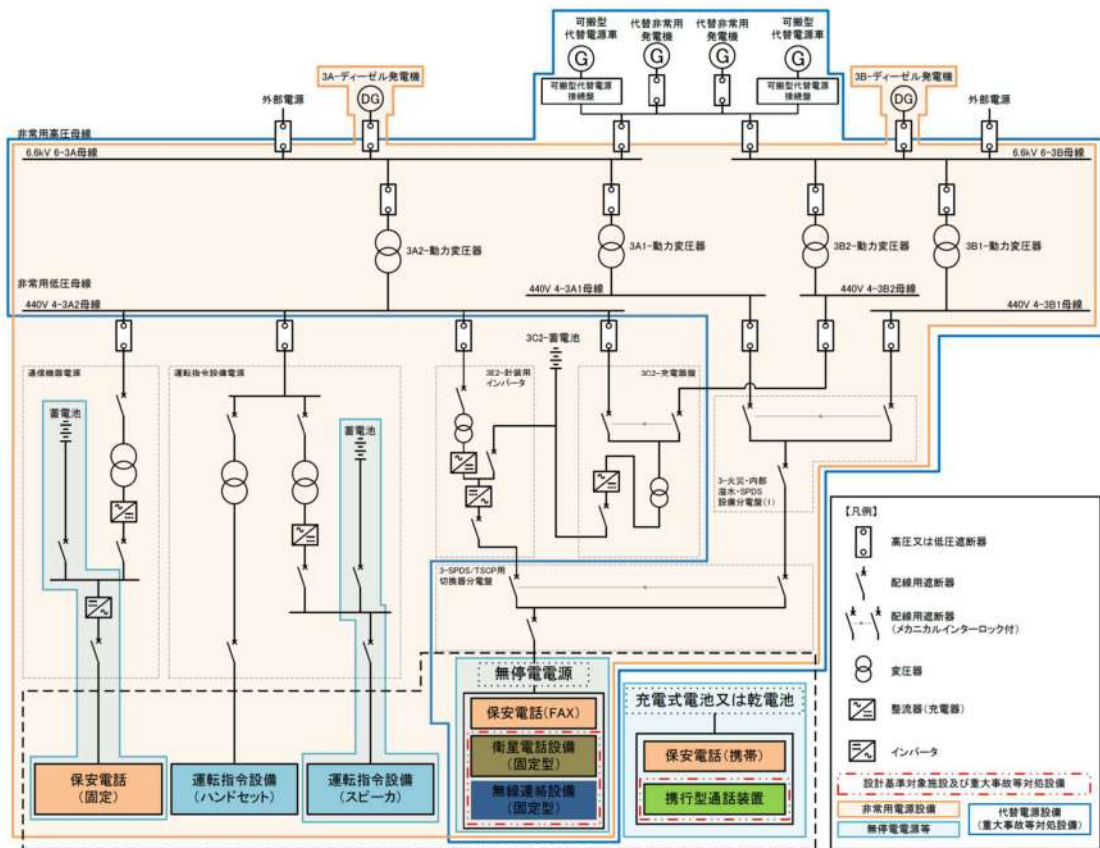 可搬型
代替電源車
代替非常用
発電機
代替非常用
発電機
可搬型
代替電源車
G
G
G
G
可搬型代替電源
接続盤
可搬型代替電源
接続盤
3A-ディーゼル発電機
DG
3B-ディーゼル発電機
DG
外部電源
外部電源
非常用高圧母線
6.6kV 6-3A母線
6.6kV 6-3B母線
3A2-動力変圧器
3A1-動力変圧器
3B2-動力変圧器
3B1-動力変圧器
非常用低圧母線
440V 4-3A2母線
440V 4-3A1母線
440V 4-3B2母線
440V 4-3B1母線
通信機器電源
運転指令設備電源
3E2-計装用
インバータ
3C2-蓄電池
3C2-充電器盤
蓄電池
蓄電池
3-火災・内部
溢水・SPDS
設備分電盤(1)
3-SPDS/TSCP用
切換器分電盤
無停電電源
保安電話(FAX)
衛星電話設備
(固定型)
無線連絡設備
(固定型)
充電式電池又は乾電池
保安電話(携帯)
携行型通話装置
保安電話
(固定)
運転指令設備
(ハンドセット)
運転指令設備
(スピーカ)
【凡例】
高圧又は低圧遮断器
配線用遮断器
配線用遮断器
(メカニカルインターロック付)
変圧器
整流器(充電器)
インバータ
設計基準対象施設及び重大事故等対処設備
非常用電源設備
無停電電源等
代替電源設備
(重大事故等対処設備)